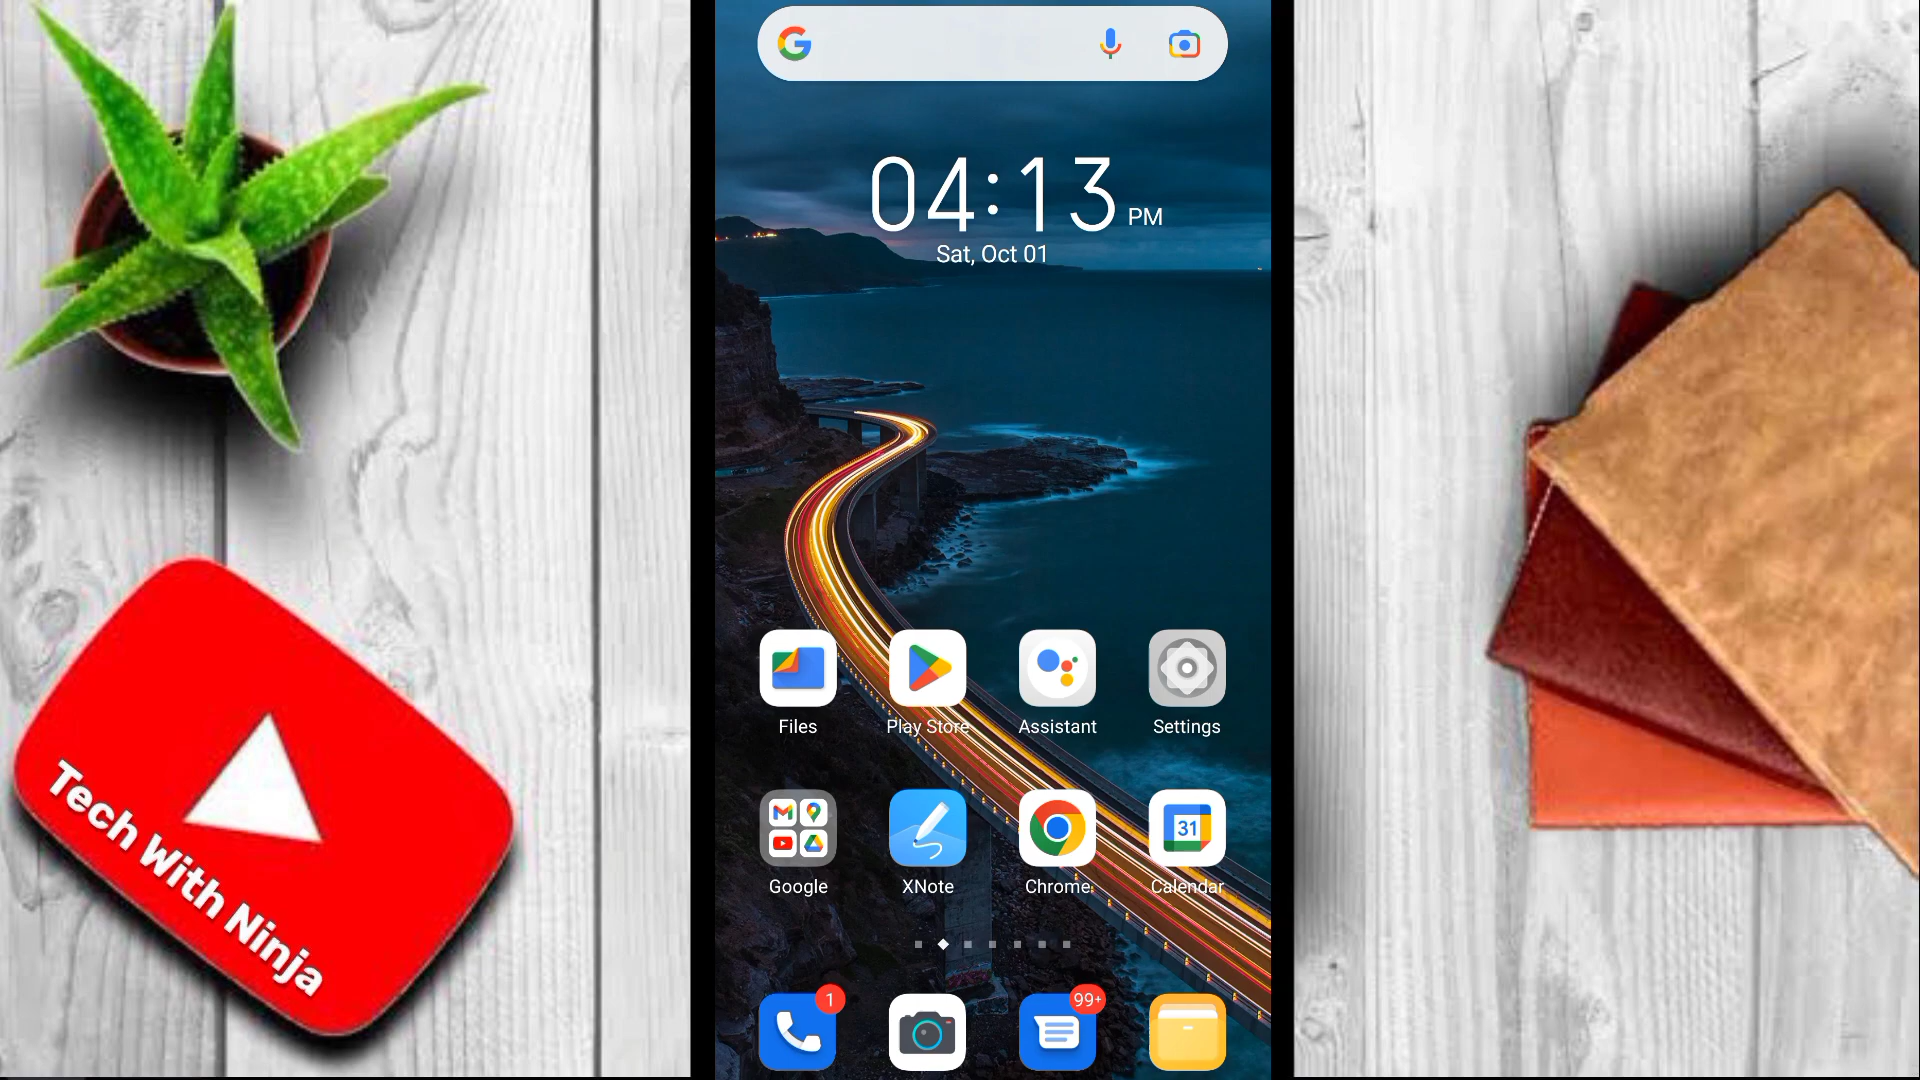 04:13 PM
Sat, Oct 01
Files
Play Store
Assistant
Settings
Google
XNote
31
Chrome
Calendar
1
99+
Tech With Ninja